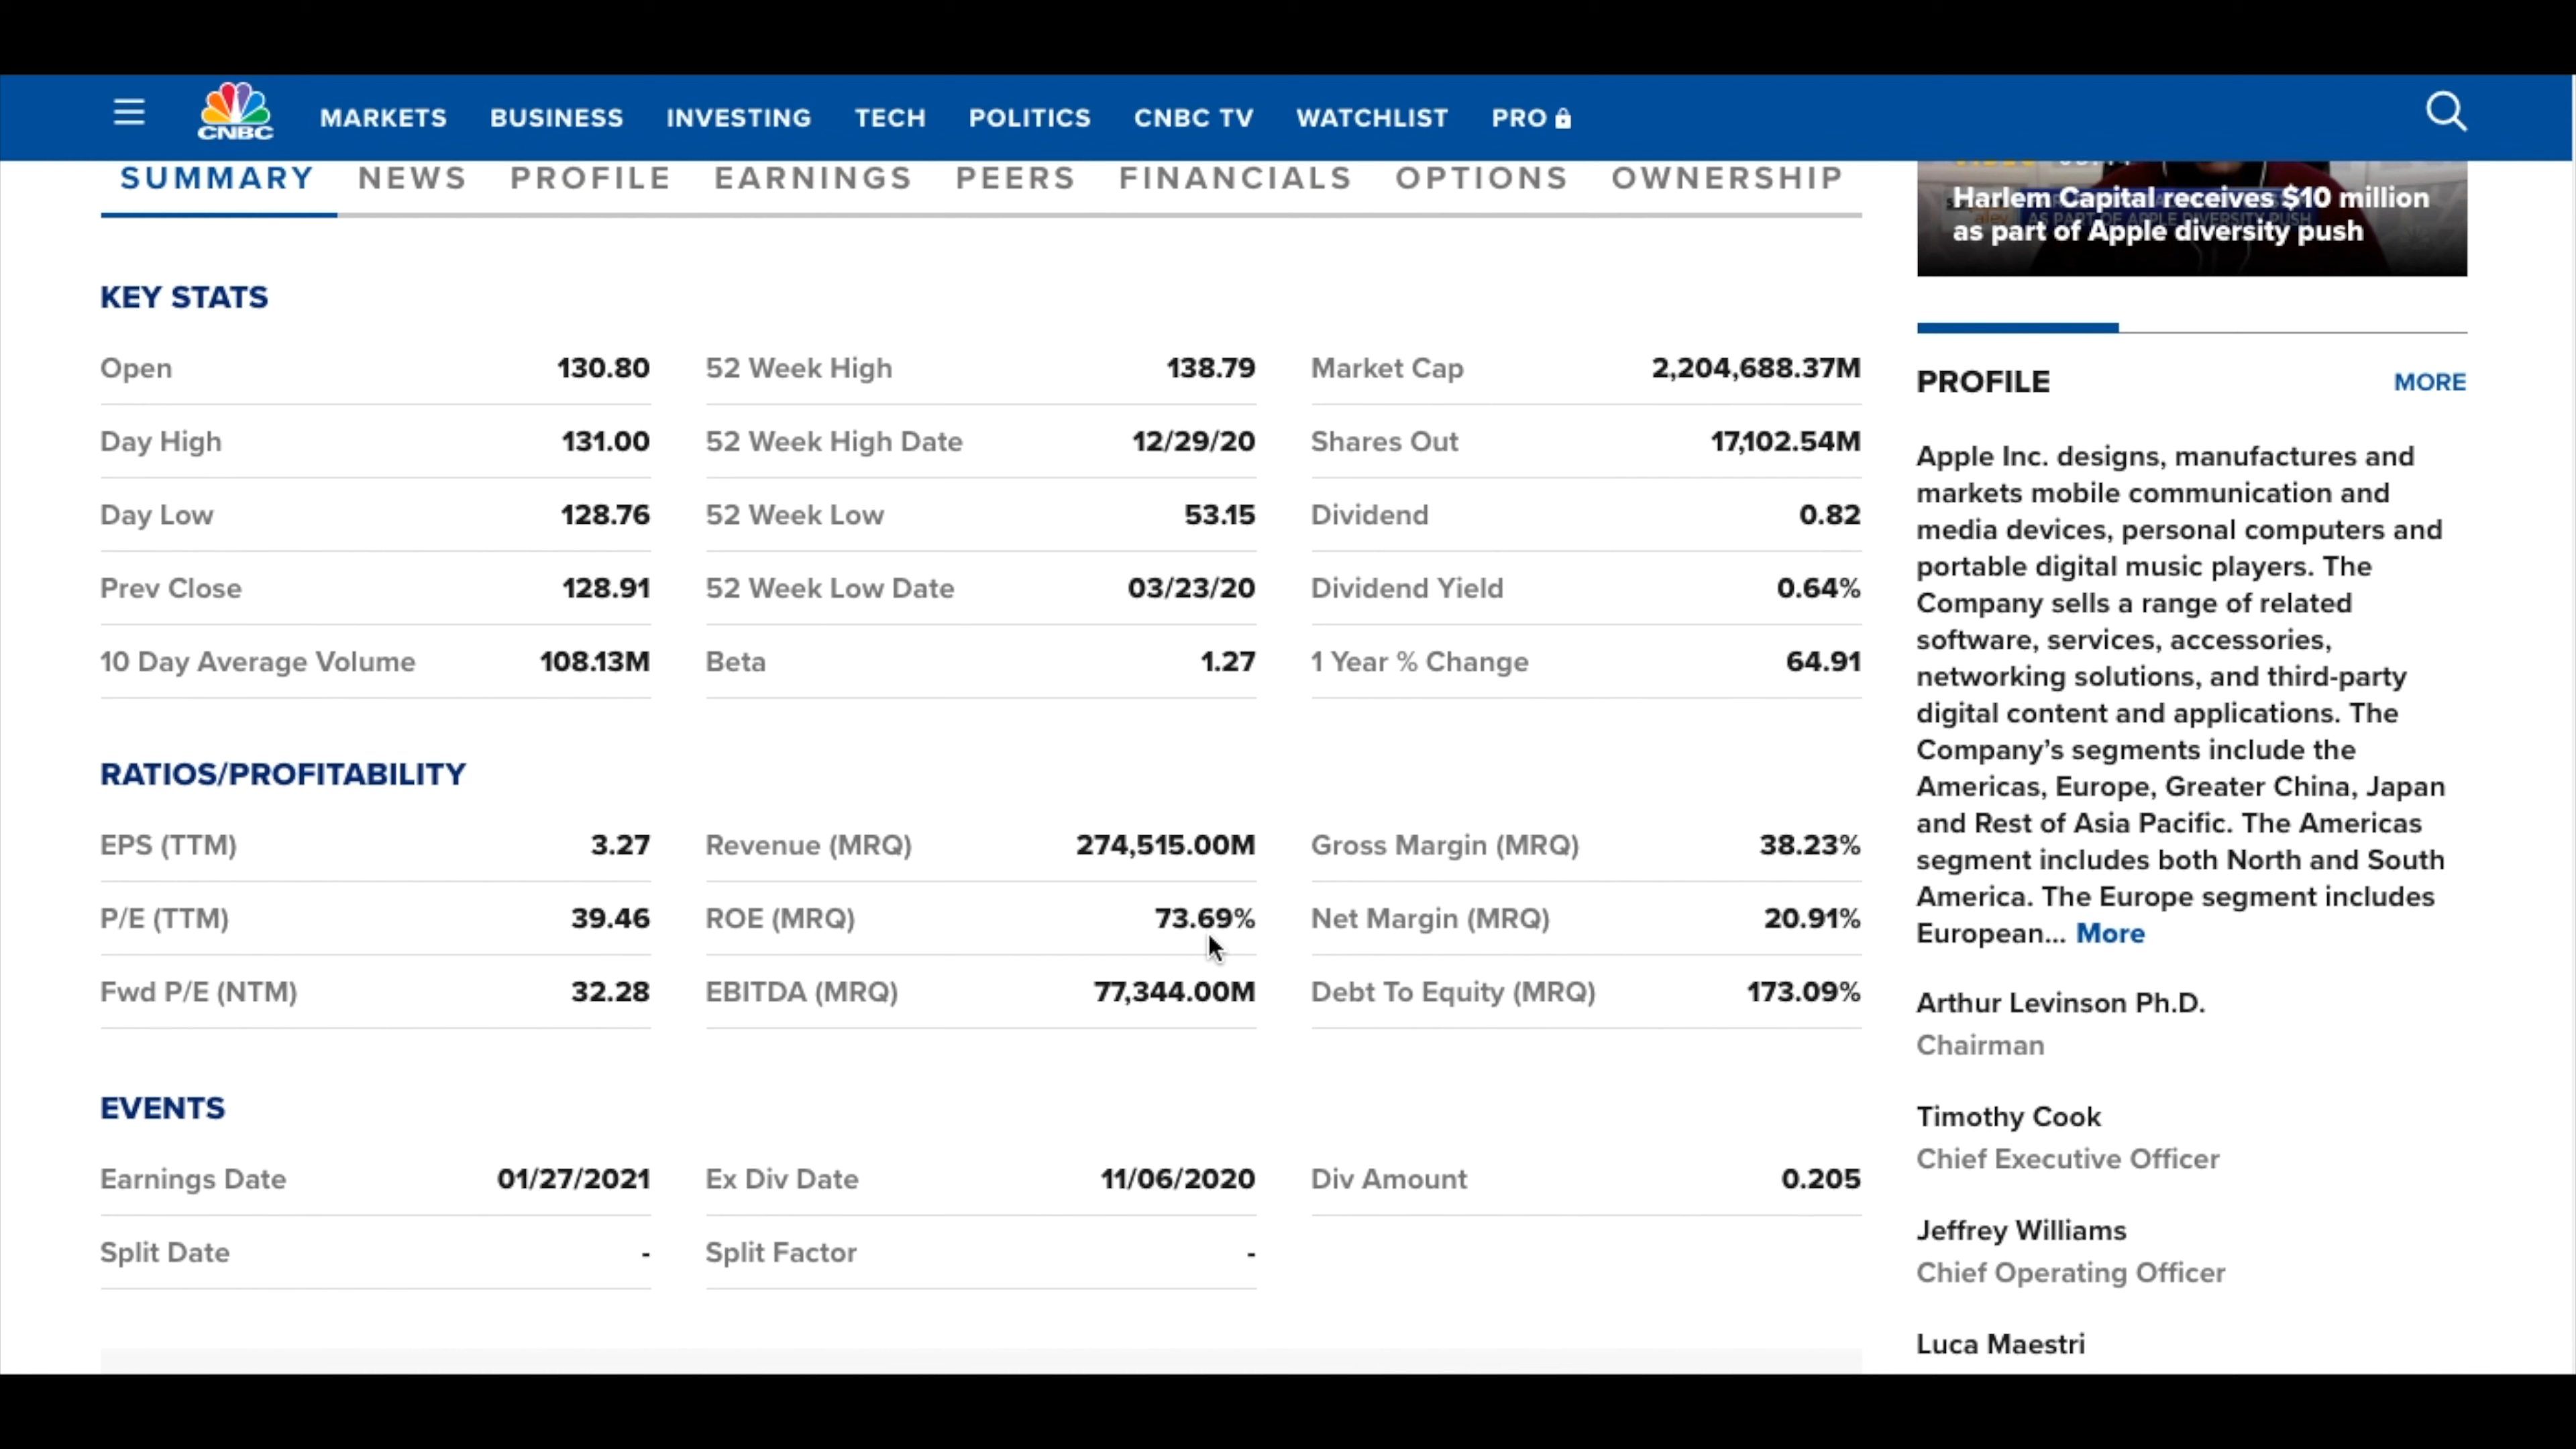 CNBC
MARKETS BUSINESS INVESTING TECH POLITICS CNBC TV WATCHLIST PRO
SUMMARY NEWS PROFILE EARNINGS PEERS FINANCIALS OPTIONS OWNERSHIP
KEY STATS
Open 130.80
Day High 131.00
Day Low 128.76
Prev Close 128.91
10 Day Average Volume 108.13M
52 Week High 138.79
52 Week High Date 12/29/20
52 Week Low 53.15
52 Week Low Date 03/23/20
Beta 1.27
Market Cap 2,204,688.37M
Shares Out 17,102.54M
Dividend 0.82
Dividend Yield 0.64%
1 Year % Change 64.91
RATIOS/PROFITABILITY
EPS (TTM) 3.27
P/E (TTM) 39.46
Fwd P/E (NTM) 32.28
Revenue (MRQ) 274,515.00M
ROE (MRQ) 73.69%
EBITDA (MRQ) 77,344.00M
Gross Margin (MRQ) 38.23%
Net Margin (MRQ) 20.91%
Debt To Equity (MRQ) 173.09%
EVENTS
Earnings Date 01/27/2021
Split Date -
Ex Div Date 11/06/2020
Split Factor -
Div Amount 0.205
Harlem Capital receives $10 million
as part of Apple diversity push
AS PART OF APPLE DIVERSITY PUSH
PROFILE MORE
Apple Inc. designs, manufactures and
markets mobile communication and
media devices, personal computers and
portable digital music players. The
Company sells a range of related
software, services, accessories,
networking solutions, and third-party
digital content and applications. The
Company’s segments include the
Americas, Europe, Greater China, Japan
and Rest of Asia Pacific. The Americas
segment includes both North and South
America. The Europe segment includes
European... More
Arthur Levinson Ph.D.
Chairman
Timothy Cook
Chief Executive Officer
Jeffrey Williams
Chief Operating Officer
Luca Maestri